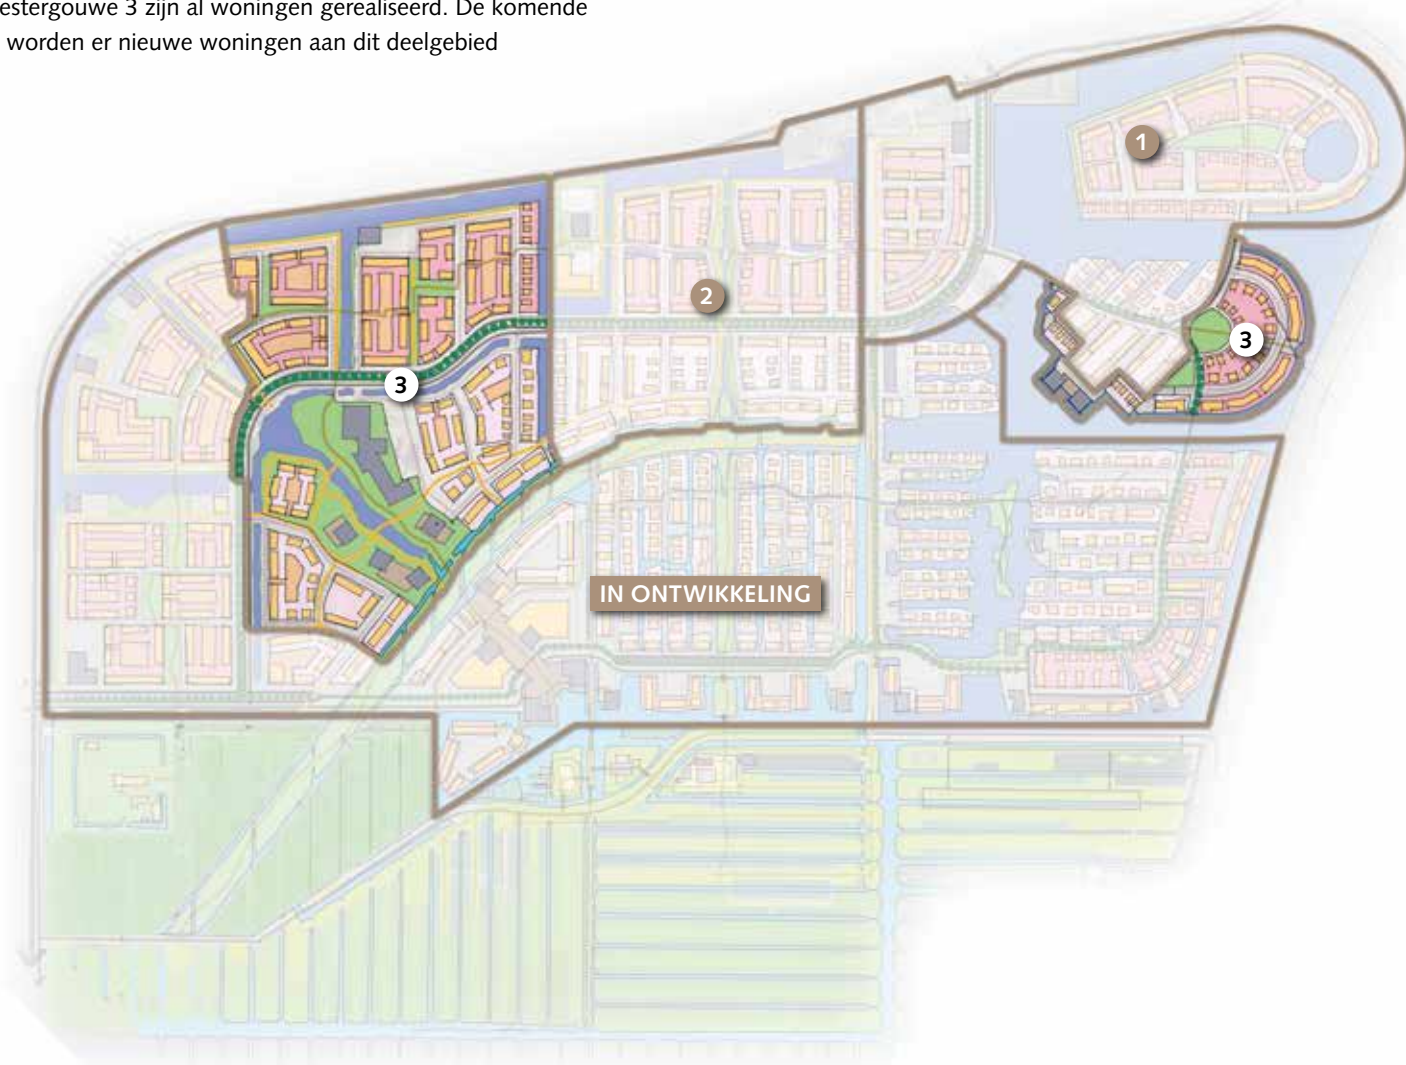 estergouwe 3 zijn al woningen gerealiseerd. De komende
worden er nieuwe woningen aan dit deelgebied
1
2
3
3
IN ONTWIKKELING